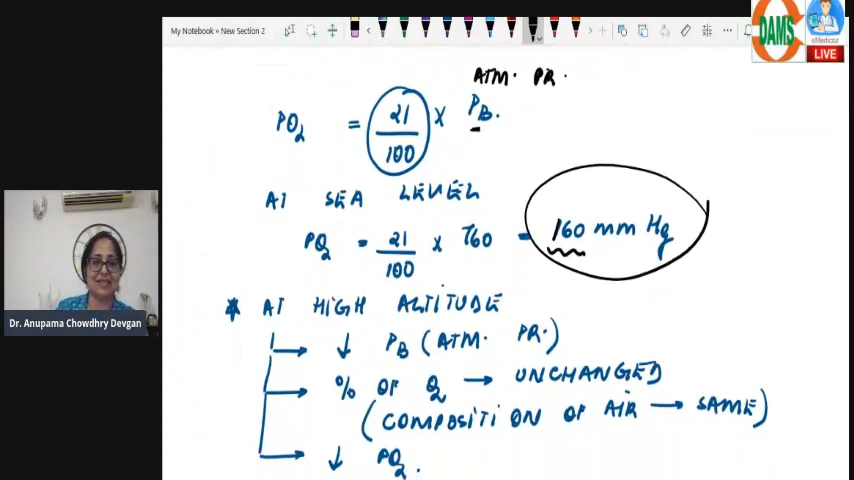 My Notebook » New Section 2
DAMS
eMedicoz
LIVE
ATM. PR.
PO2 = 21/100 × PB.
AT SEA LEVEL
PO2 = 21/100 × 760 = 160 mm Hg
* AT HIGH ALTITUDE
→ ↓ PB (ATM. PR.)
→ % OF O2 → UNCHANGED
(COMPOSITION OF AIR → SAME)
→ ↓ PO2.
Dr. Anupama Chowdhry Devgan